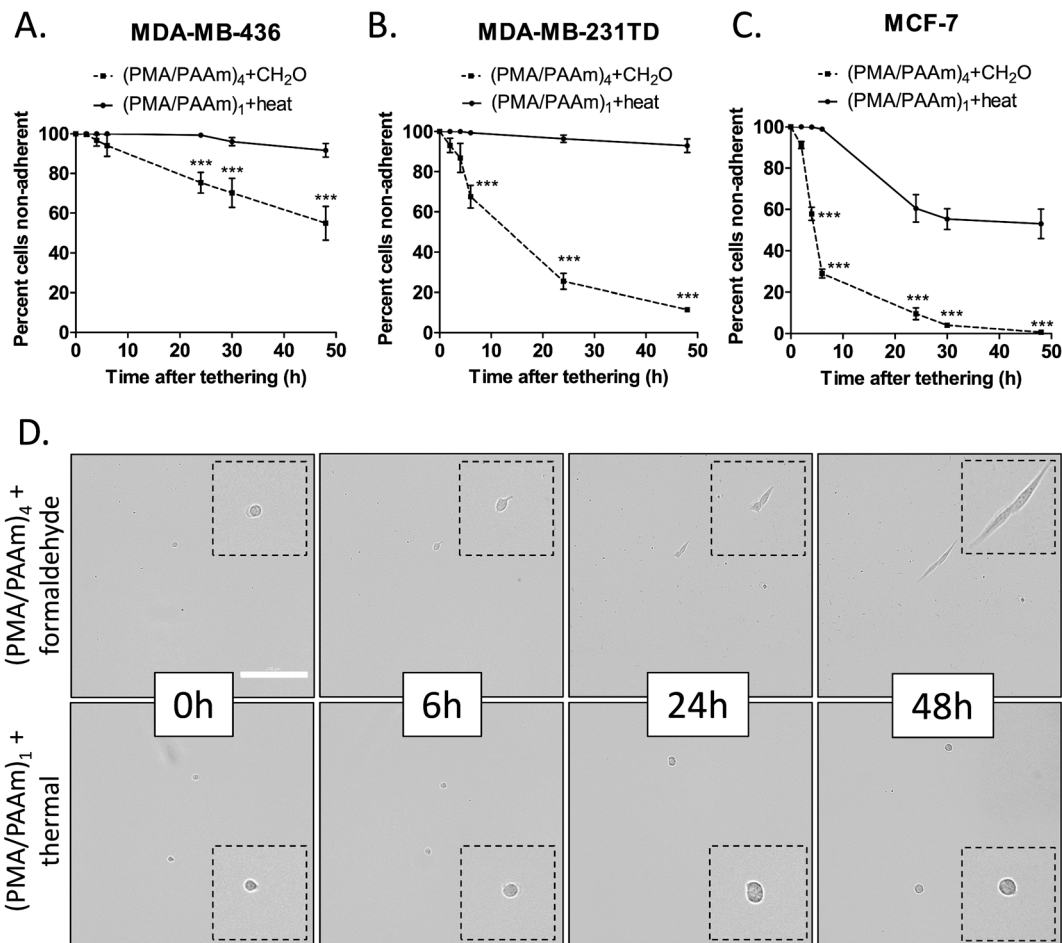 A.
MDA-MB-436
(PMA/PAAm)4+CH2O
(PMA/PAAm)1+heat
Percent cells non-adherent
100
80
60
40
20
0
***
***
***
0 10 20 30 40 50
Time after tethering (h)
B.
MDA-MB-231TD
(PMA/PAAm)4+CH2O
(PMA/PAAm)1+heat
Percent cells non-adherent
100
80
60
40
20
0
***
***
***
0 10 20 30 40 50
Time after tethering (h)
C.
MCF-7
(PMA/PAAm)4+CH2O
(PMA/PAAm)1+heat
Percent cells non-adherent
100
80
60
40
20
0
***
***
***
***
***
0 10 20 30 40 50
Time after tethering (h)
D.
(PMA/PAAm)4 +
formaldehyde
0h
6h
24h
48h
(PMA/PAAm)1 +
thermal